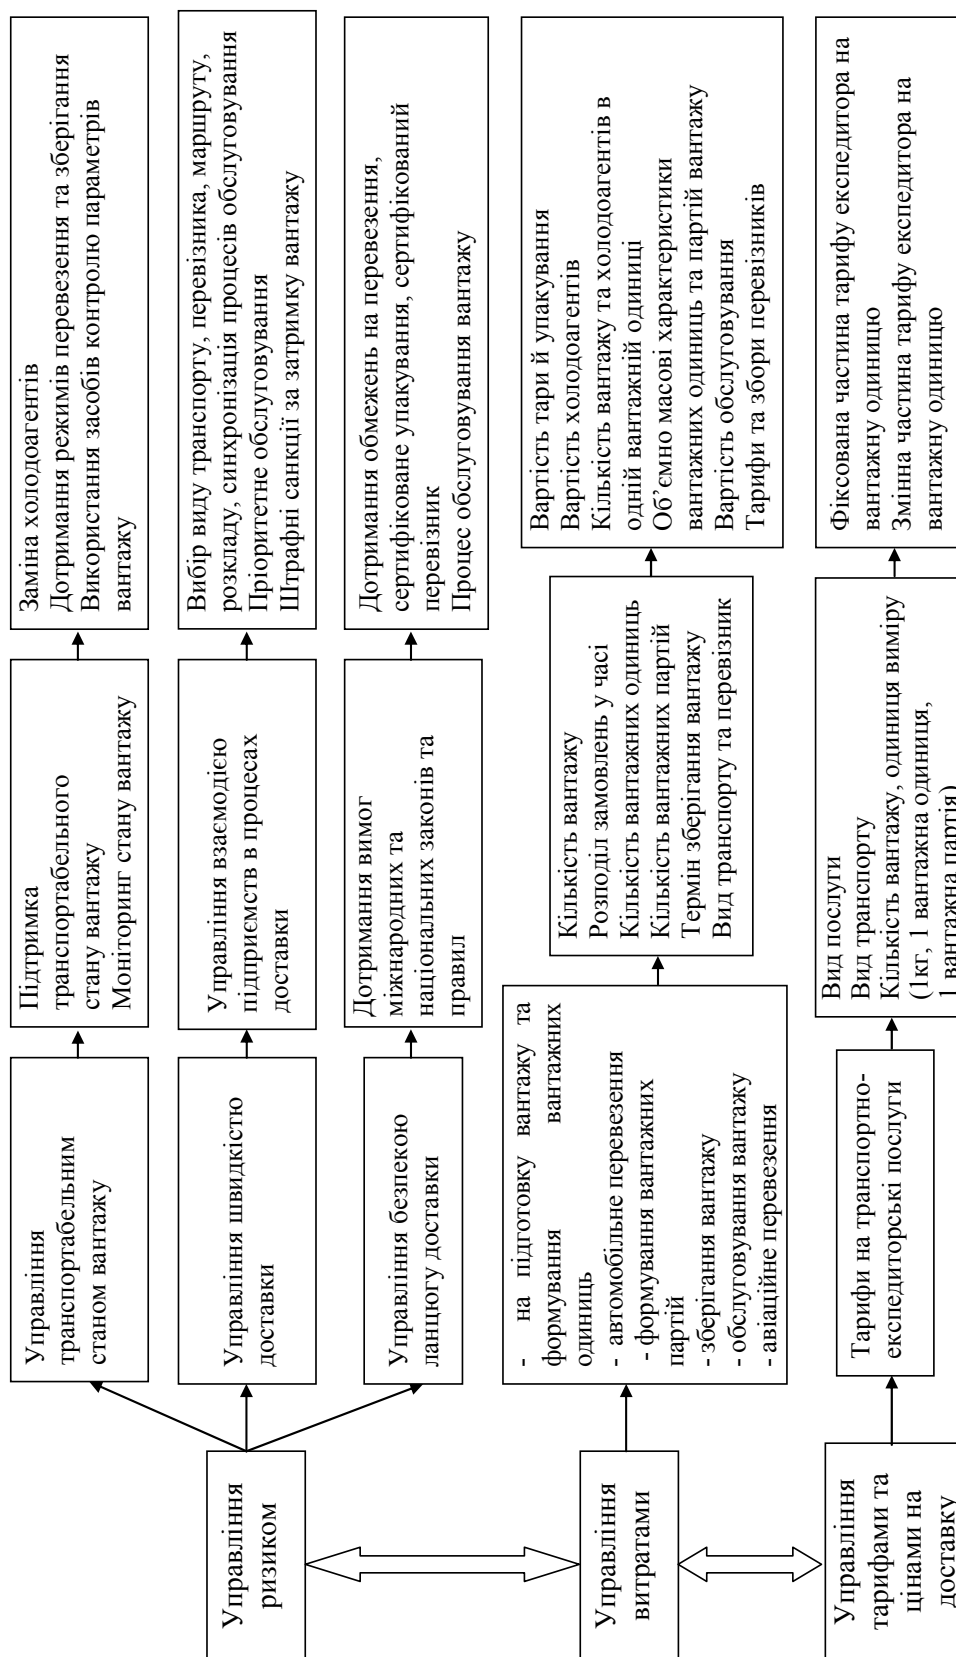 Управління
ризиком
Управління
витратами
Управління
тарифами та
цінами на
доставку
Управління
транспортабельним
станом вантажу
Управління швидкістю
доставки
Управління безпекою
ланцюгу доставки
- на підготовку вантажу та
формування вантажних
одиниць
- автомобільне перевезення
- формування вантажних
партій
- зберігання вантажу
- обслуговування вантажу
- авіаційне перевезення
Тарифи на транспортно-
експедиторські послуги
Підтримка
транспортабельного
стану вантажу
Моніторинг стану вантажу
Управління взаємодією
підприємств в процесах
доставки
Дотримання вимог
міжнародних та
національних законів та
правил
Кількість вантажу
Розподіл замовлень у часі
Кількість вантажних одиниць
Кількість вантажних партій
Термін зберігання вантажу
Вид транспорту та перевізник
Вид послуги
Вид транспорту
Кількість вантажу, одиниця виміру
(1кг, 1 вантажна одиниця,
1 вантажна партія)
Заміна холодоагентів
Дотримання режимів перевезення та зберігання
Використання засобів контролю параметрів
вантажу
Вибір виду транспорту, перевізника, маршруту,
розкладу, синхронізація процесів обслуговування
Пріоритетне обслуговування
Штрафні санкції за затримку вантажу
Дотримання обмежень на перевезення,
сертифіковане упакування, сертифікований
перевізник
Процес обслуговування вантажу
Вартість тари й упакування
Вартість холодоагентів
Кількість вантажу та холодоагентів в
одній вантажній одиниці
Об’ємно масові характеристики
вантажних одиниць та партій вантажу
Вартість обслуговування
Тарифи та збори перевізників
Фіксована частина тарифу експедитора на
вантажну одиницю
Змінна частина тарифу експедитора на
вантажну одиницю